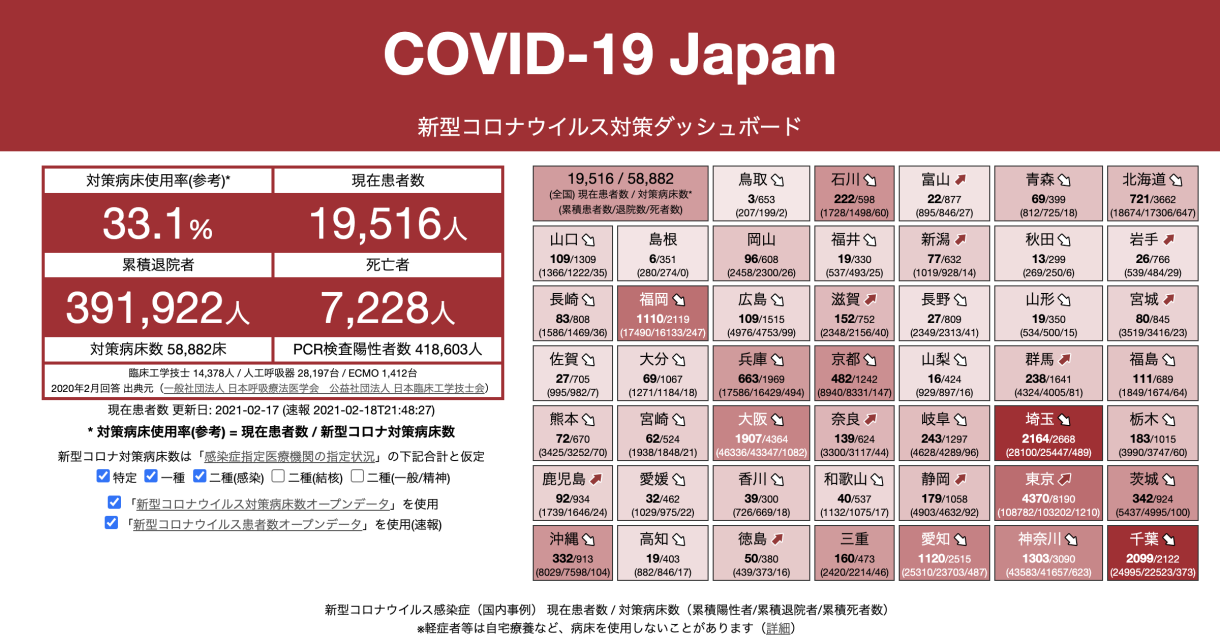 COVID-19 Japan
新型コロナウイルス対策ダッシュボード
対策病床使用率(参考)* 現在患者数
33.1% 19,516人
累積退院者 死亡者
391,922人 7,228人
対策病床数 58,882床 PCR検査陽性者数 418,603人
臨床工学技士 14,378人 / 人工呼吸器 28,197台 / ECMO 1,412台
2020年2月回答 出典元（一般社団法人 日本呼吸療法医学会　公益社団法人 日本臨床工学技士会）
現在患者数 更新日: 2021-02-17 (速報 2021-02-18T21:48:27)
* 対策病床使用率(参考) = 現在患者数 / 新型コロナ対策病床数
新型コロナ対策病床数は「感染症指定医療機関の指定状況」の下記合計と仮定
特定 一種 二種(感染) 二種(結核) 二種(一般/精神)
「新型コロナウイルス対策病床数オープンデータ」を使用
「新型コロナウイルス患者数オープンデータ」を使用(速報)
19,516 / 58,882
(全国) 現在患者数 / 対策病床数*
(累積患者数/退院数/死者数)
鳥取 石川 富山 青森 北海道
3/653 222/598 22/877 69/399 721/3662
(207/199/2) (1728/1498/60) (895/846/27) (812/725/18) (18674/17306/647)
山口 島根 岡山 福井 新潟 秋田 岩手
109/1309 6/351 96/608 19/330 77/632 13/299 26/766
(1366/1222/35) (280/274/0) (2458/2300/26) (537/493/25) (1019/928/14) (269/250/6) (539/484/29)
長崎 福岡 広島 滋賀 長野 山形 宮城
83/808 1110/2119 109/1515 152/752 27/809 19/350 80/845
(1586/1469/36) (17490/16133/247) (4976/4753/99) (2348/2156/40) (2349/2313/41) (534/500/15) (3519/3416/23)
佐賀 大分 兵庫 京都 山梨 群馬 福島
27/705 69/1067 663/1969 482/1242 16/424 238/1641 111/689
(995/982/7) (1271/1184/18) (17586/16429/494) (8940/8331/147) (929/897/16) (4324/4005/81) (1849/1674/64)
熊本 宮崎 大阪 奈良 岐阜 埼玉 栃木
72/670 62/524 1907/4364 139/624 243/1297 2164/2668 183/1015
(3425/3252/70) (1938/1848/21) (46336/43347/1082) (3300/3117/44) (4628/4289/96) (28100/25447/489) (3990/3747/60)
鹿児島 愛媛 香川 和歌山 静岡 東京 茨城
92/934 32/462 39/300 40/537 179/1058 4370/8190 342/924
(1739/1646/24) (1029/975/22) (726/669/18) (1132/1075/17) (4903/4632/92) (108782/103202/1210) (5437/4995/100)
沖縄 高知 徳島 三重 愛知 神奈川 千葉
332/913 19/403 50/380 160/473 1120/2515 1303/3090 2099/2122
(8029/7598/104) (882/846/17) (439/373/16) (2420/2214/46) (25310/23703/487) (43583/41657/623) (24995/22523/373)
新型コロナウイルス感染症（国内事例） 現在患者数 / 対策病床数（累積陽性者/累積退院者/累積死者数）
※軽症者等は自宅療養など、病床を使用しないことがあります（詳細）